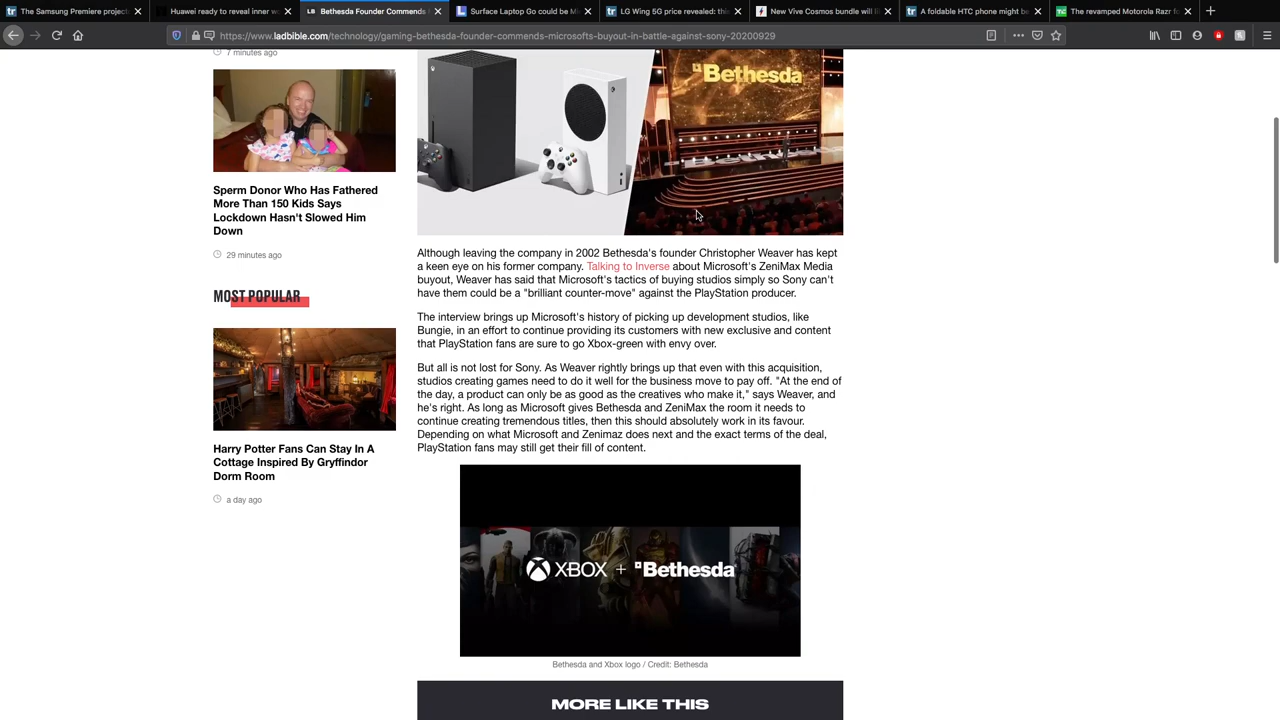 The Samsung Premiere project
Huawei ready to reveal inner w
Bethesda Founder Commends
Surface Laptop Go could be Mi
LG Wing 5G price revealed: this
New Vive Cosmos bundle will
A foldable HTC phone might b
The revamped Motorola Razr fo
https://www.ladbible.com/technology/gaming-bethesda-founder-commends-microsofts-buyout-in-battle-against-sony-20200929
7 minutes ago
Sperm Donor Who Has Fathered
More Than 150 Kids Says
Lockdown Hasn't Slowed Him
Down
29 minutes ago
MOST POPULAR
Harry Potter Fans Can Stay In A
Cottage Inspired By Gryffindor
Dorm Room
a day ago
Bethesda
Although leaving the company in 2002 Bethesda's founder Christopher Weaver has kept
a keen eye on his former company. Talking to Inverse about Microsoft's ZeniMax Media
buyout, Weaver has said that Microsoft's tactics of buying studios simply so Sony can't
have them could be a "brilliant counter-move" against the PlayStation producer.
The interview brings up Microsoft's history of picking up development studios, like
Bungie, in an effort to continue providing its customers with new exclusive and content
that PlayStation fans are sure to go Xbox-green with envy over.
But all is not lost for Sony. As Weaver rightly brings up that even with this acquisition,
studios creating games need to do it well for the business move to pay off. "At the end of
the day, a product can only be as good as the creatives who make it," says Weaver, and
he's right. As long as Microsoft gives Bethesda and ZeniMax the room it needs to
continue creating tremendous titles, then this should absolutely work in its favour.
Depending on what Microsoft and Zenimaz does next and the exact terms of the deal,
PlayStation fans may still get their fill of content.
XBOX + Bethesda
Bethesda and Xbox logo / Credit: Bethesda
MORE LIKE THIS